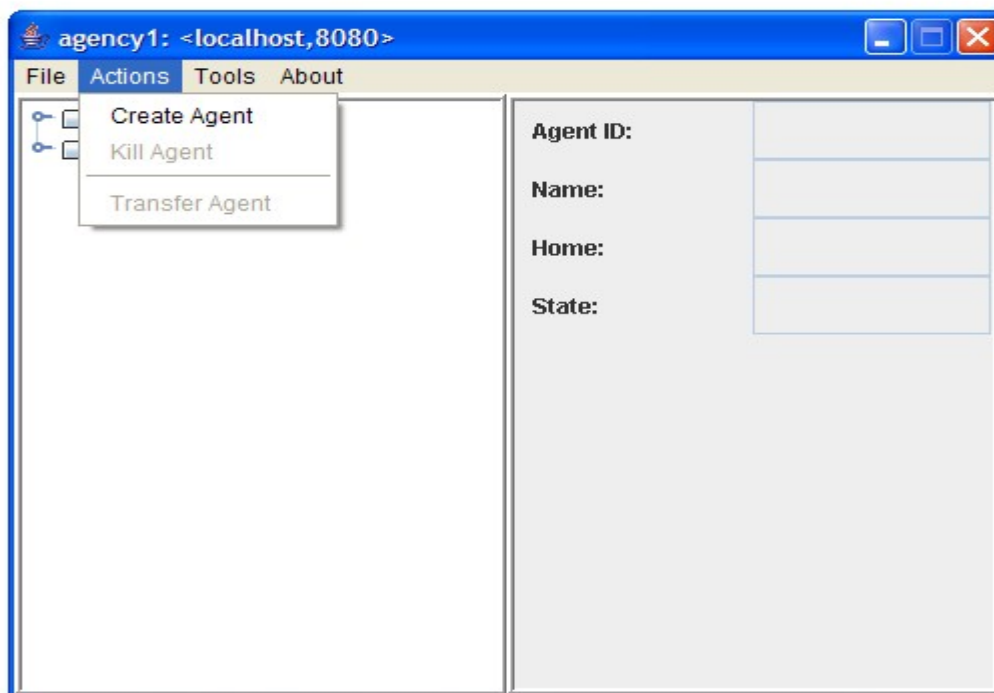 agency1: <localhost,8080>
File Actions Tools About
Create Agent
Kill Agent
Transfer Agent
Agent ID:
Name:
Home:
State: